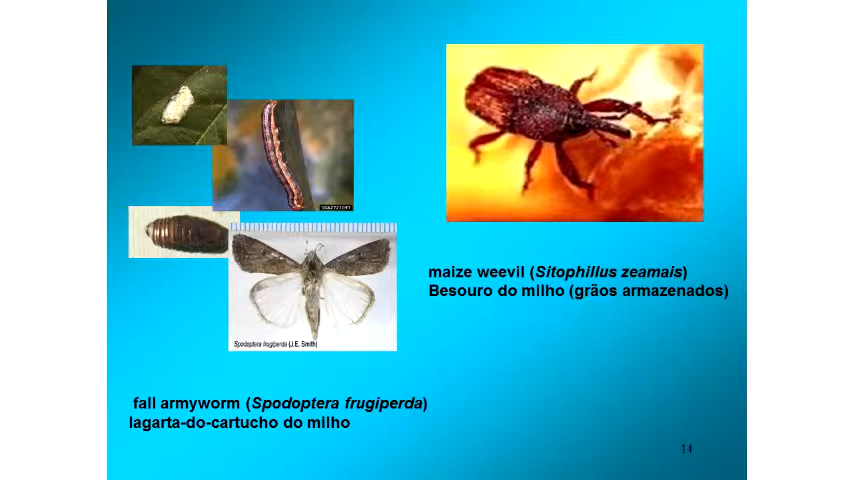 Spodoptera frugiperda (J.E. Smith)
maize weevil (Sitophillus zeamais)
Besouro do milho (grãos armazenados)
fall armyworm (Spodoptera frugiperda)
lagarta-do-cartucho do milho
14